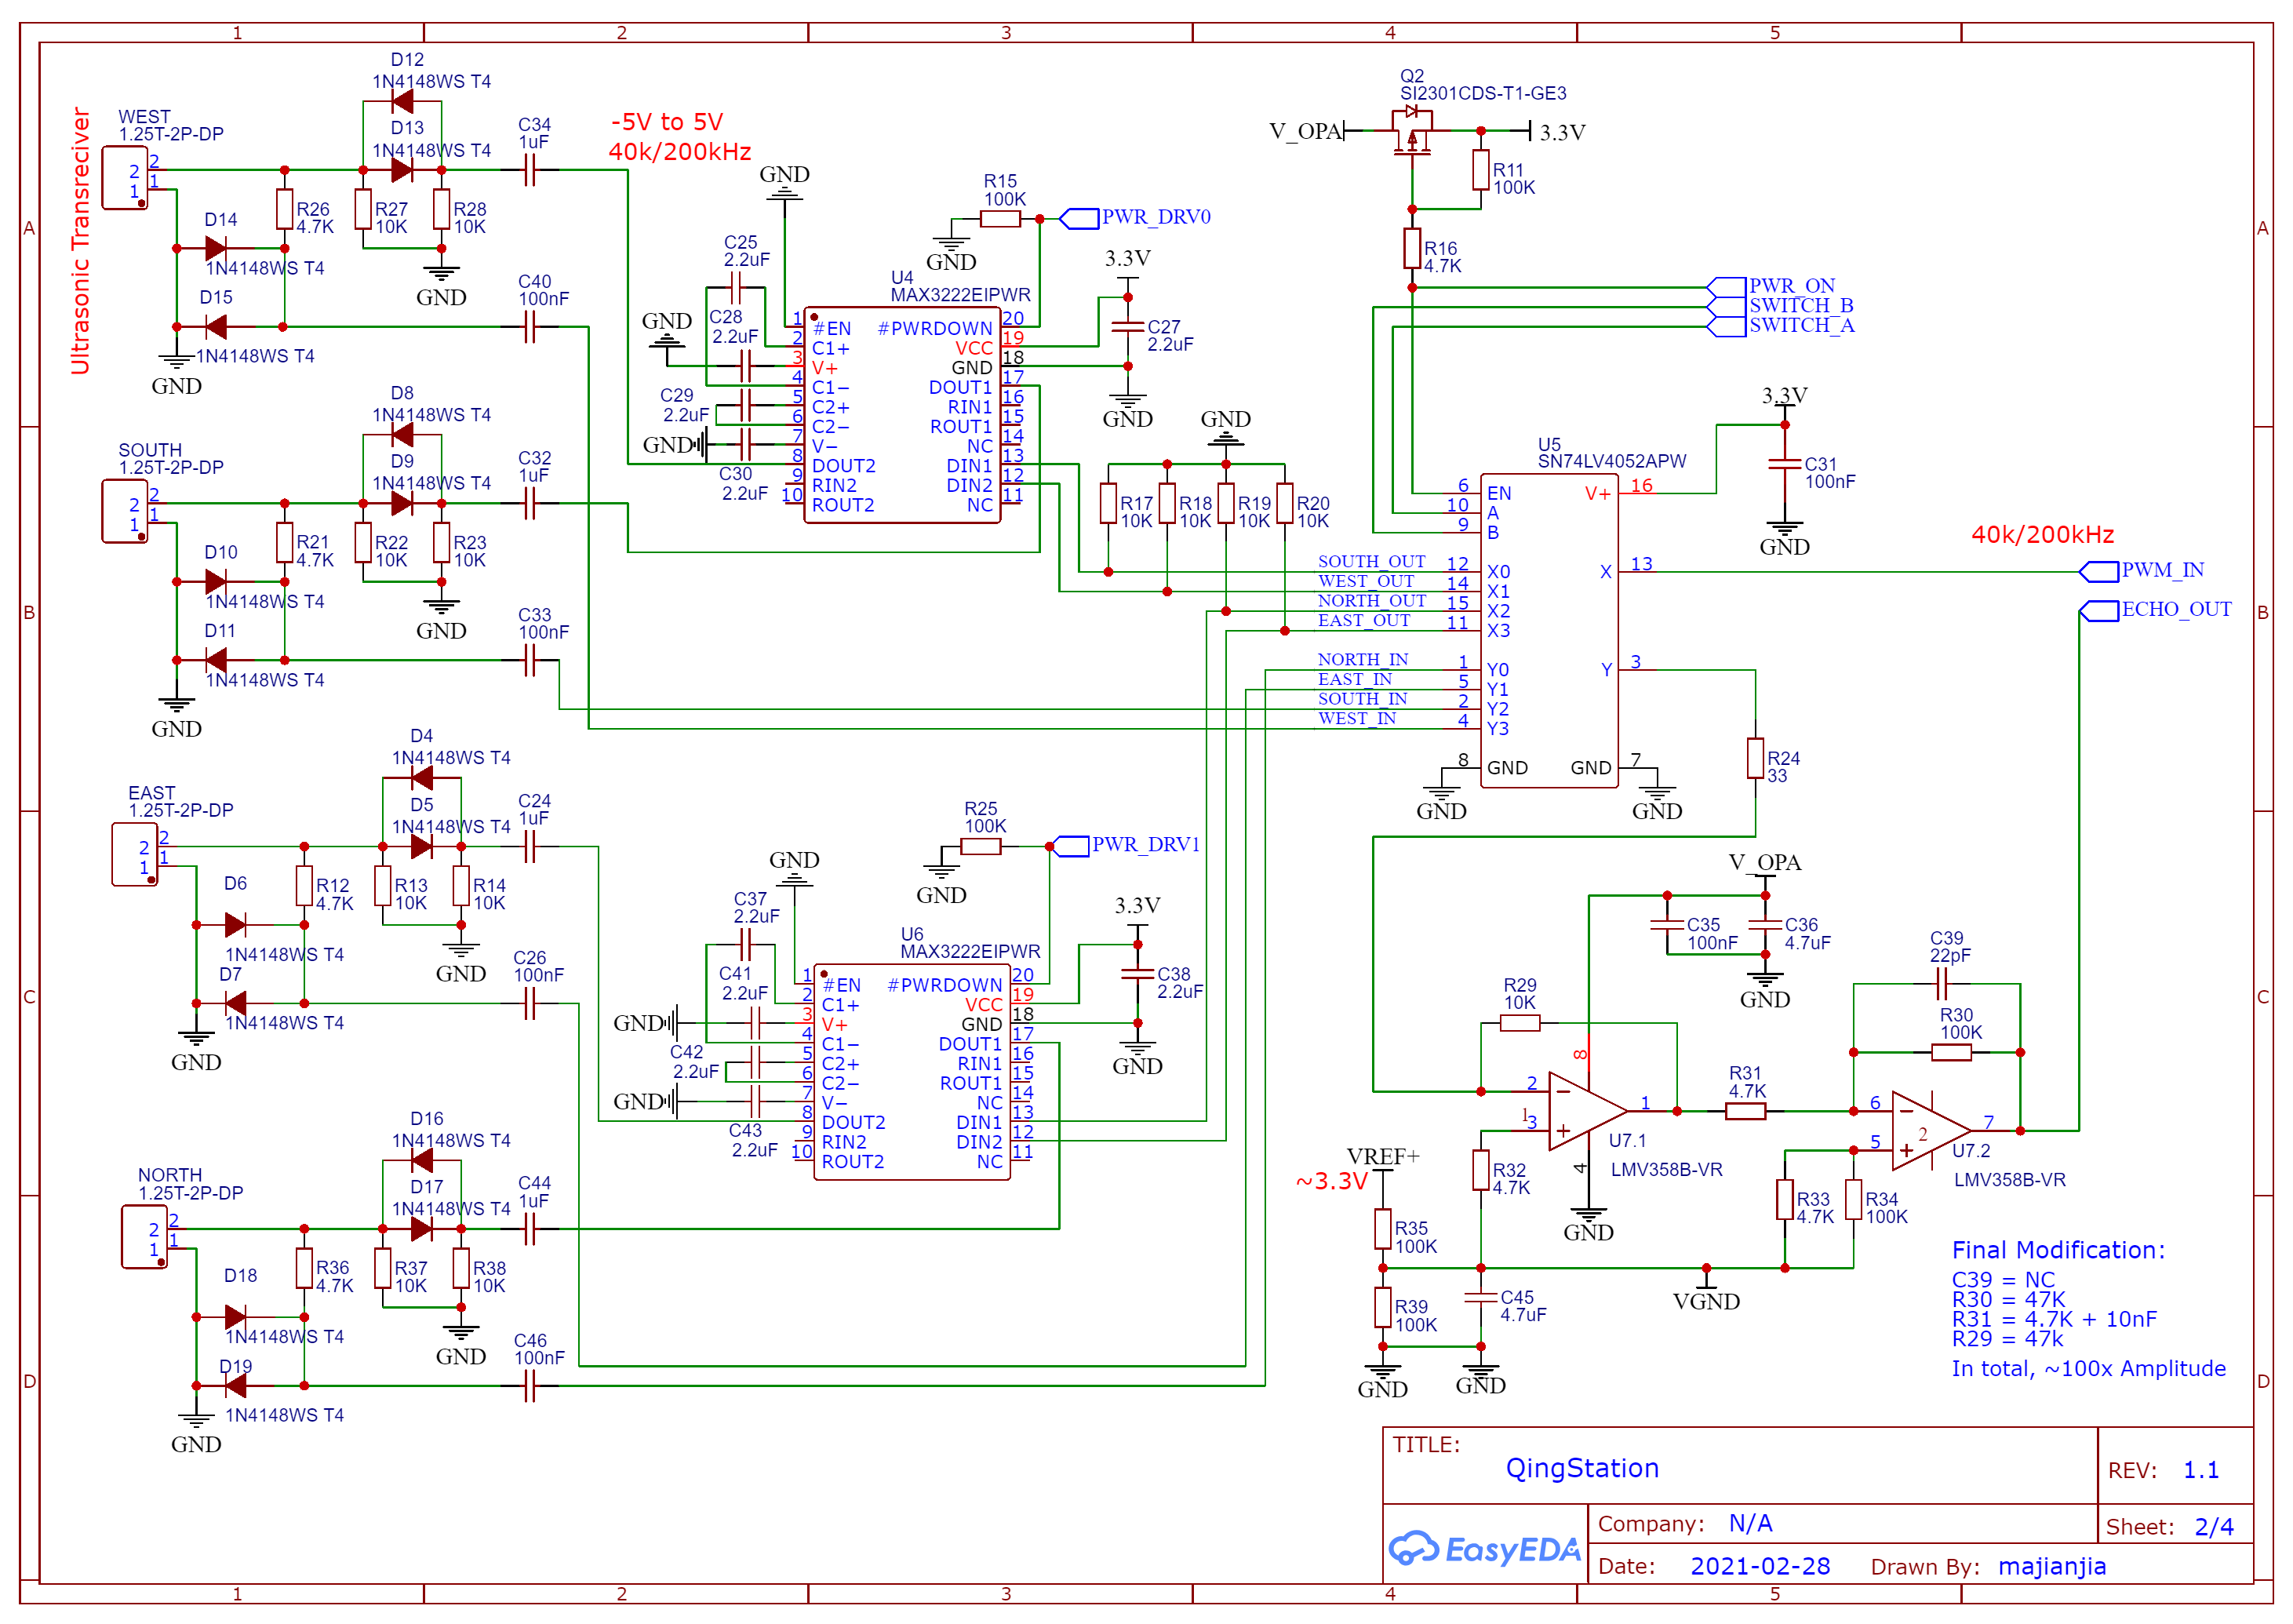 1 2 3 4 5
A
B
C
D
Ultrasonic Transreciver
WEST
1.25T-2P-DP
2 2
1 1
D12
1N4148WS T4
D13
1N4148WS T4
C34
1uF
-5V to 5V
40k/200kHz
R26
4.7K
R27
10K
R28
10K
D14
1N4148WS T4
D15
1N4148WS T4
GND
GND
C40
100nF
SOUTH
1.25T-2P-DP
2 2
1 1
D8
1N4148WS T4
D9
1N4148WS T4
C32
1uF
R21
4.7K
R22
10K
R23
10K
D10
1N4148WS T4
D11
1N4148WS T4
GND
GND
C33
100nF
EAST
1.25T-2P-DP
2 2
1 1
D4
1N4148WS T4
D5
1N4148WS T4
C24
1uF
R12
4.7K
R13
10K
R14
10K
D6
1N4148WS T4
D7
1N4148WS T4
GND
GND
C26
100nF
NORTH
1.25T-2P-DP
2 2
1 1
D16
1N4148WS T4
D17
1N4148WS T4
C44
1uF
R36
4.7K
R37
10K
R38
10K
D18
1N4148WS T4
D19
1N4148WS T4
GND
GND
C46
100nF
GND
R15
100K
PWR_DRV0
GND
C25
2.2uF
3.3V
C27
2.2uF
GND
U4
MAX3222EIPWR
GND
C28
2.2uF
C29
2.2uF
GND
C30
2.2uF
1 #EN #PWRDOWN 20
2 C1+ VCC 19
3 V+ GND 18
4 C1− DOUT1 17
5 C2+ RIN1 16
6 C2− ROUT1 15
7 V− NC 14
8 DOUT2 DIN1 13
9 RIN2 DIN2 12
10 ROUT2 NC 11
GND
R17
10K
R18
10K
R19
10K
R20
10K
R25
100K
PWR_DRV1
GND
GND
C37
2.2uF
3.3V
C38
2.2uF
GND
U6
MAX3222EIPWR
C41
2.2uF
GND
C42
2.2uF
GND
C43
2.2uF
1 #EN #PWRDOWN 20
2 C1+ VCC 19
3 V+ GND 18
4 C1− DOUT1 17
5 C2+ RIN1 16
6 C2− ROUT1 15
7 V− NC 14
8 DOUT2 DIN1 13
9 RIN2 DIN2 12
10 ROUT2 NC 11
Q2
SI2301CDS-T1-GE3
V_OPA 3.3V
R11
100K
R16
4.7K
PWR_ON
SWITCH_B
SWITCH_A
3.3V
C31
100nF
GND
U5
SN74LV4052APW
6 EN V+ 16
10 A
9 B
SOUTH_OUT 12 X0 X 13
WEST_OUT 14 X1
NORTH_OUT 15 X2
EAST_OUT 11 X3
NORTH_IN 1 Y0 Y 3
EAST_IN 5 Y1
SOUTH_IN 2 Y2
WEST_IN 4 Y3
8 GND GND 7
GND GND
40k/200kHz
PWM_IN
ECHO_OUT
R24
33
V_OPA
C35
100nF
C36
4.7uF
GND
R29
10K
C39
22pF
R30
100K
R31
4.7K
8
2
1
3
1
4
U7.1
LMV358B-VR
GND
6
5
2
7
U7.2
LMV358B-VR
VREF+
~3.3V
R32
4.7K
R33
4.7K
R34
100K
R35
100K
R39
100K
C45
4.7uF
VGND
GND GND
Final Modification:
C39 = NC
R30 = 47K
R31 = 4.7K + 10nF
R29 = 47k
In total, ~100x Amplitude
TITLE:
QingStation
REV: 1.1
EasyEDA
Company: N/A
Sheet: 2/4
Date: 2021-02-28 Drawn By: majianjia
A
B
C
D
1 2 3 4 5